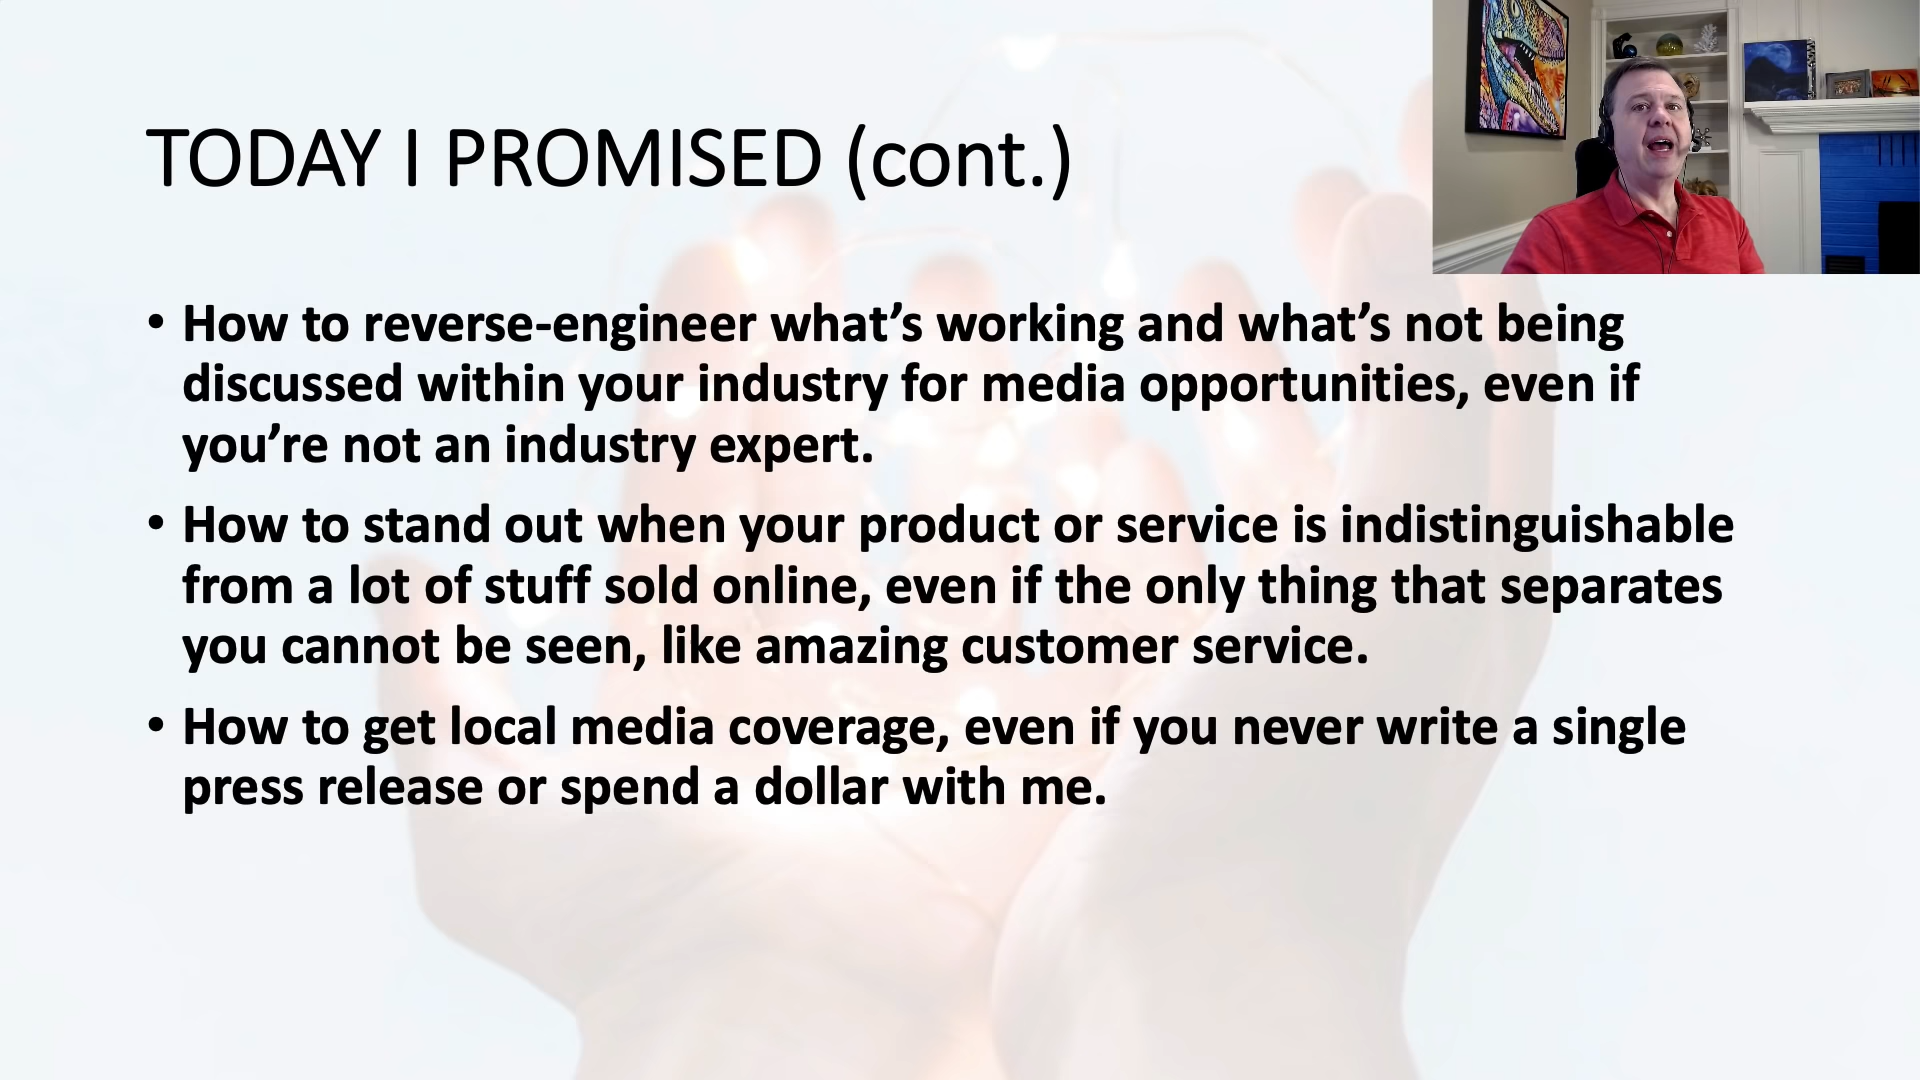 TODAY I PROMISED (cont.)
• How to reverse-engineer what’s working and what’s not being
discussed within your industry for media opportunities, even if
you’re not an industry expert.
• How to stand out when your product or service is indistinguishable
from a lot of stuff sold online, even if the only thing that separates
you cannot be seen, like amazing customer service.
• How to get local media coverage, even if you never write a single
press release or spend a dollar with me.